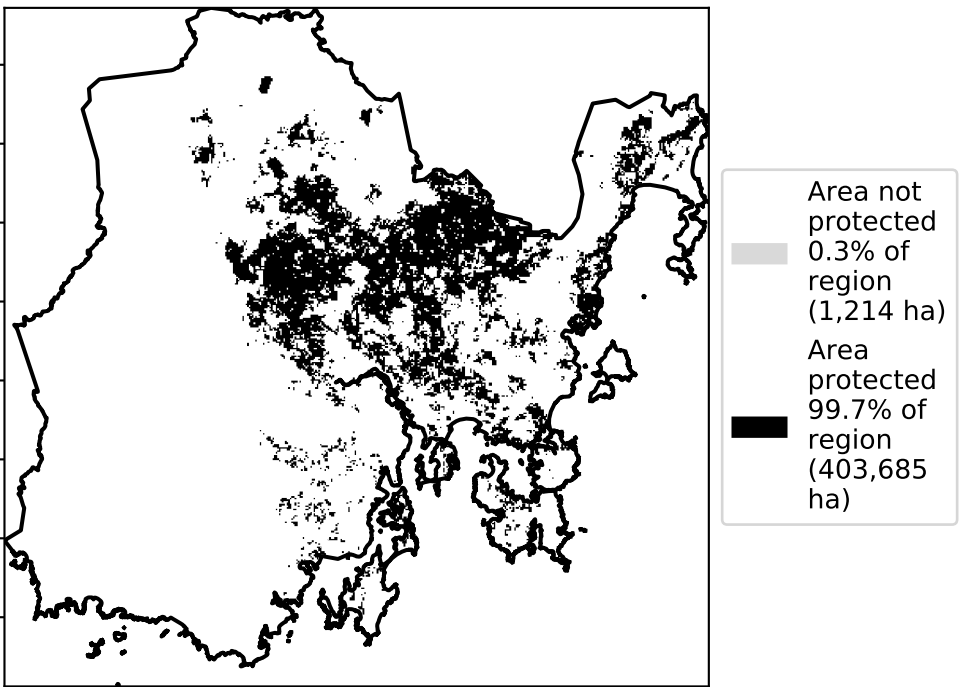 Area not
protected
0.3% of
region
(1,214 ha)
Area
protected
99.7% of
region
(403,685
ha)